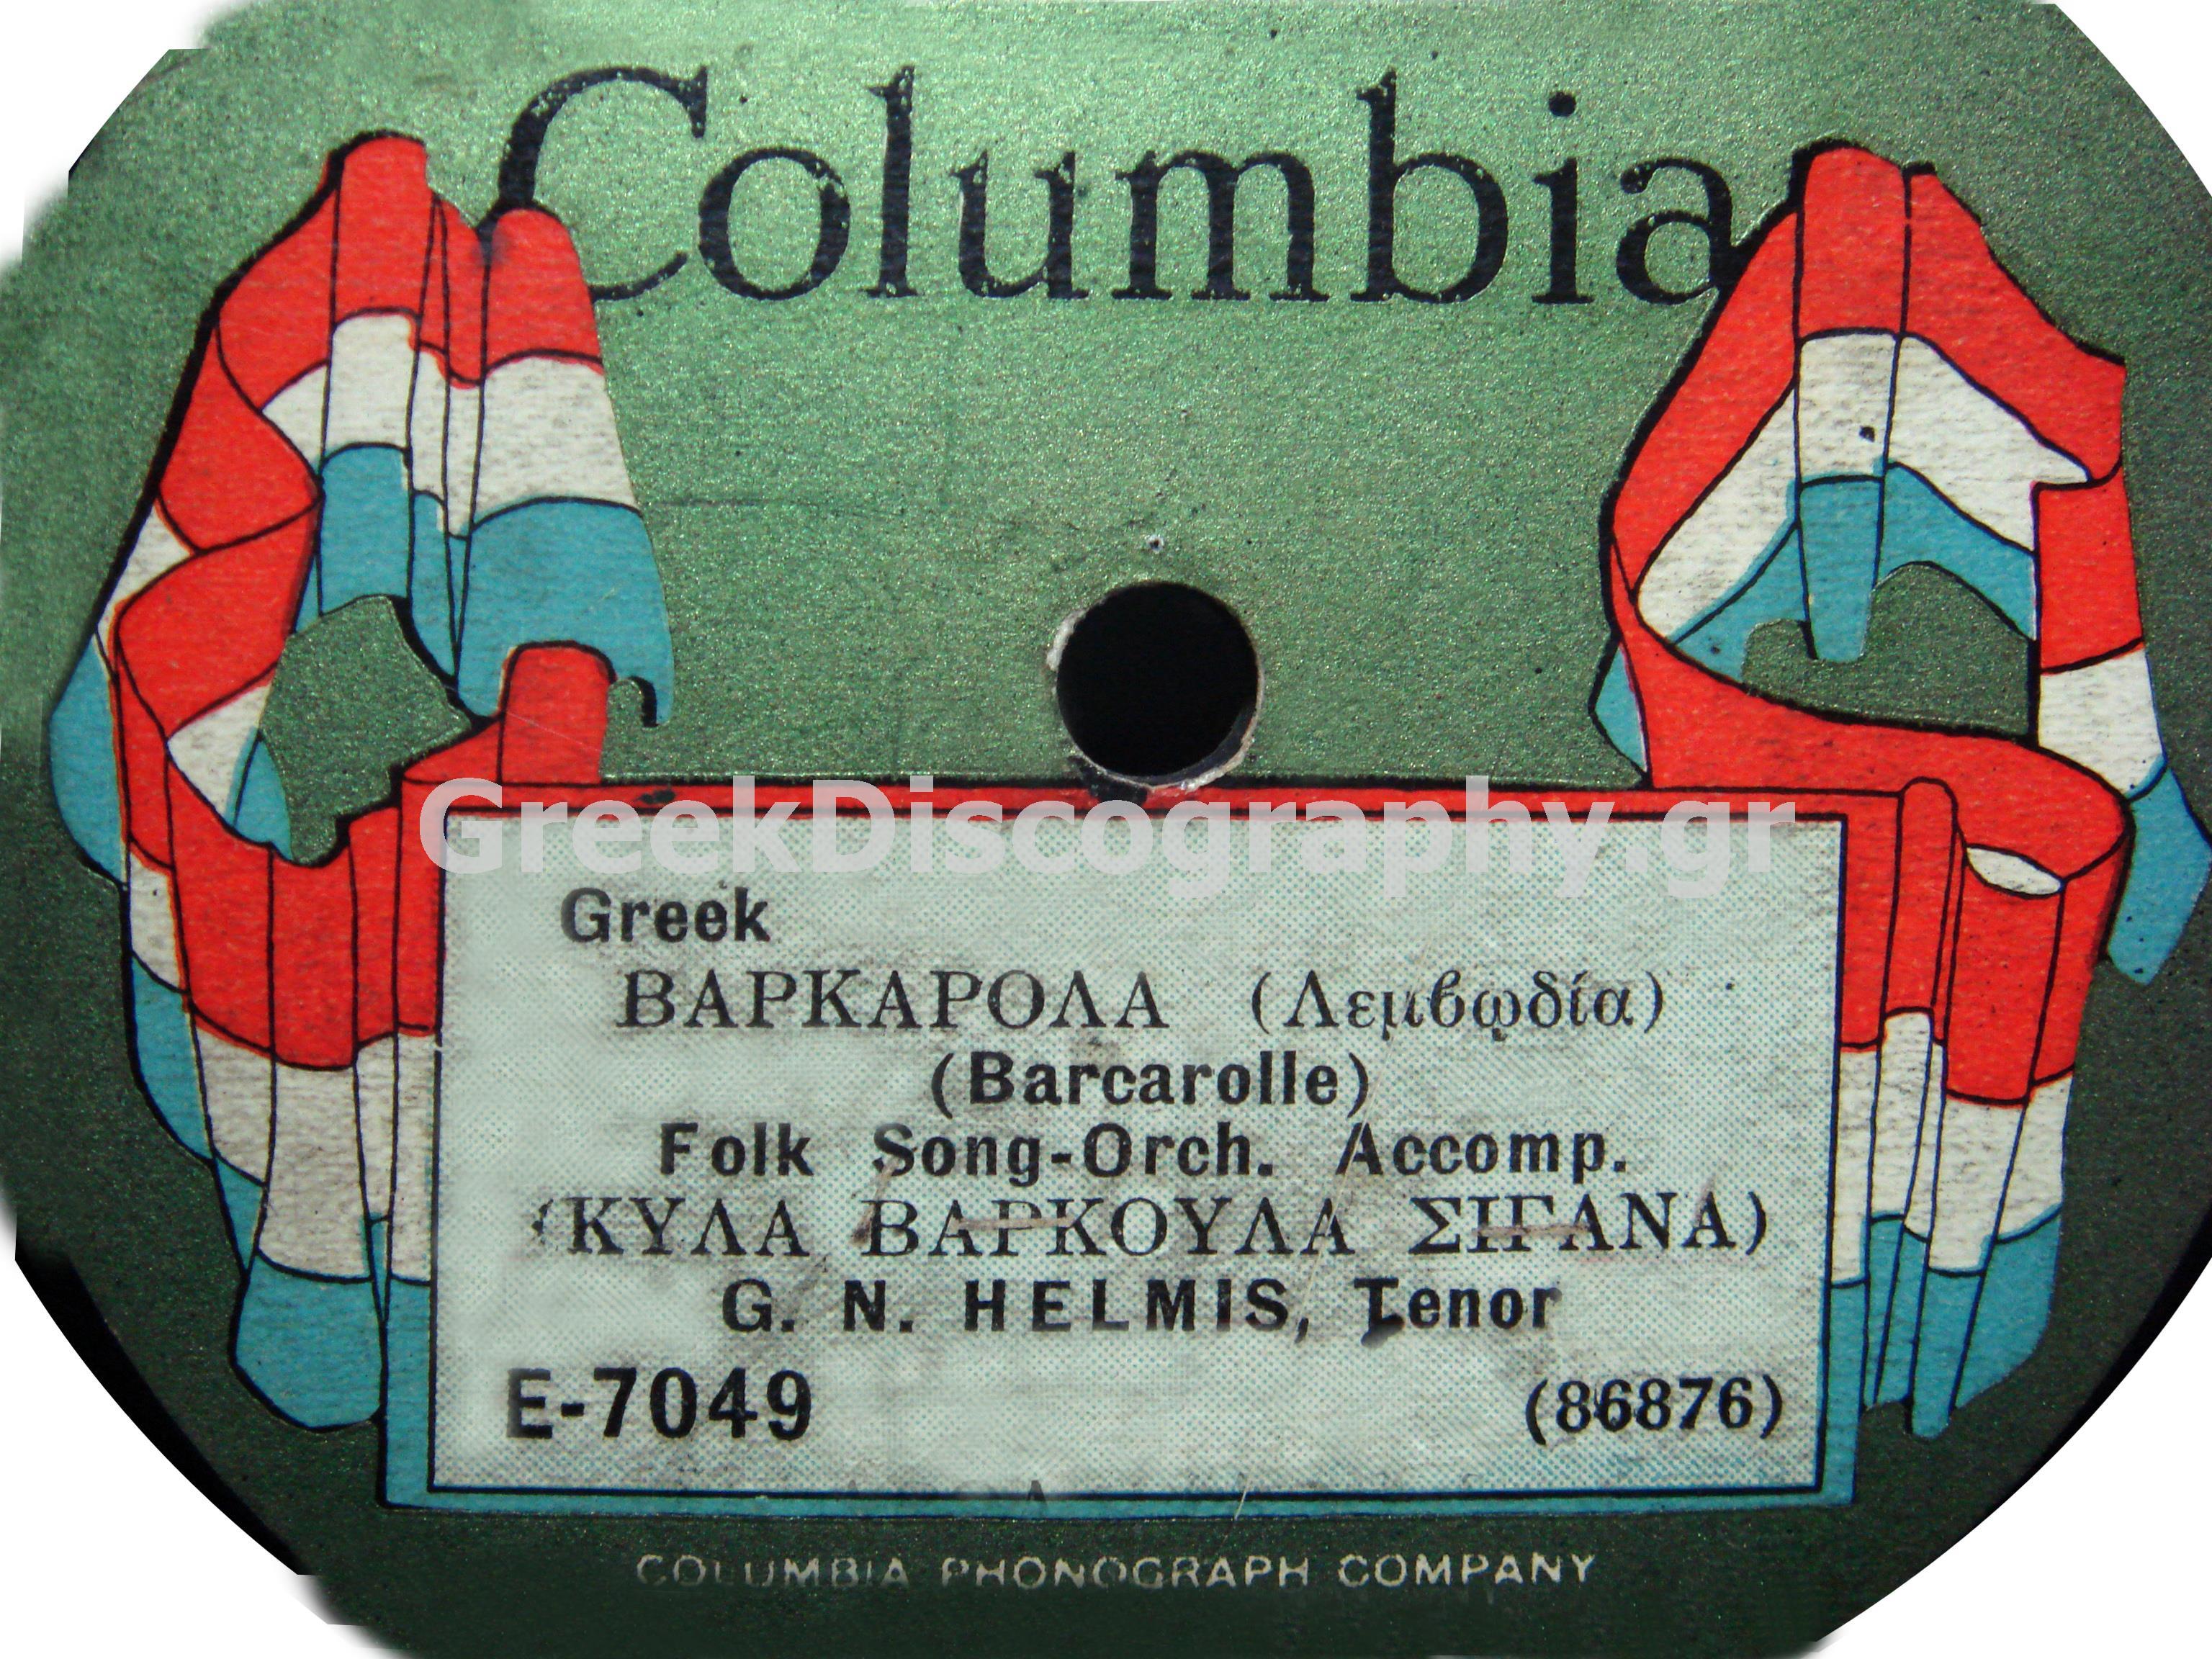 Columbia
GreekDiscography.gr
Greek
ΒΑΡΚΑΡΟΛΑ (Λεμβῳδία)
(Barcarolle)
Folk Song-Orch. Accomp.
(ΚΥΛΑ ΒΑΡΚΟΥΛΑ ΣΙΓΑΝΑ)
G. N. HELMIS, Tenor
E-7049 (86876)
COLUMBIA PHONOGRAPH COMPANY